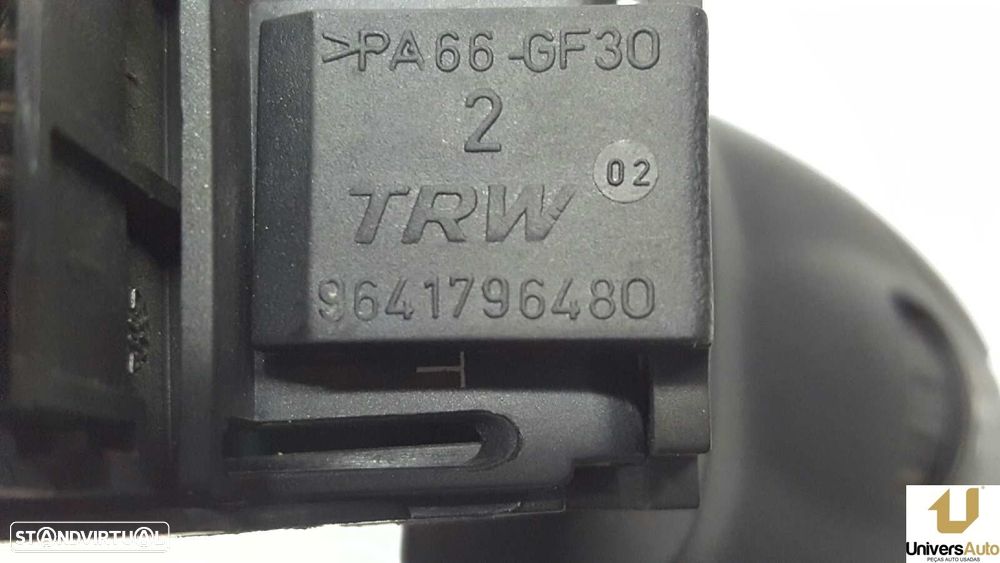 >PA66-GF30
2
02
TRW
9641796480
STANDVIRTUAL
UniversAuto
PEÇAS AUTO USADAS